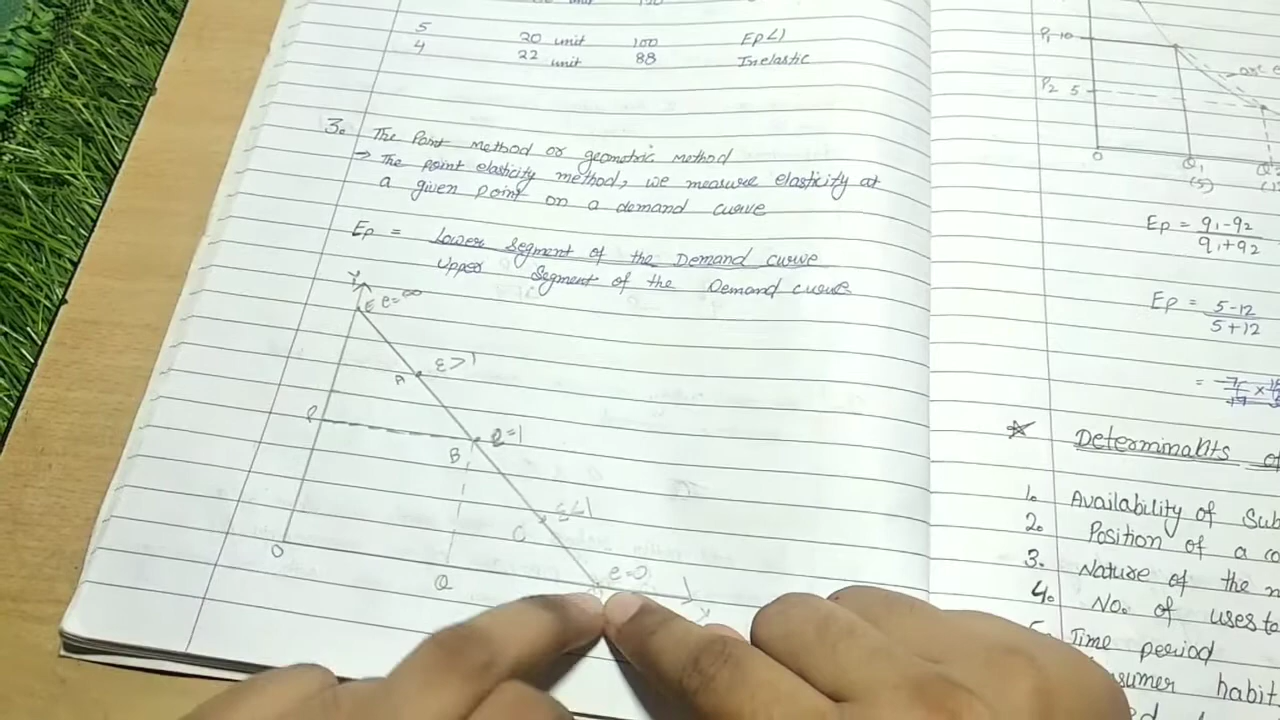 5 20 unit 100 Ep<1
4 22 unit 88 Inelastic
3. The Point method or geometric method
→ The point elasticity method, we measure elasticity at
a given point on a demand curve
Ep = Lower Segment of the Demand curve
Upper Segment of the Demand curve
Y
E e=∞
A ε>1
P
B e=1
C ε<1
O
Q
e=0
X
P1 10
P2 5
O Q1
(5)
Ep = q1-q2
q1+q2
Ep = 5-12
5+12
* Determinants of
1. Availability of Sub
2. Position of a co
3. Nature of the
4. No. of uses
5. Time period
habit